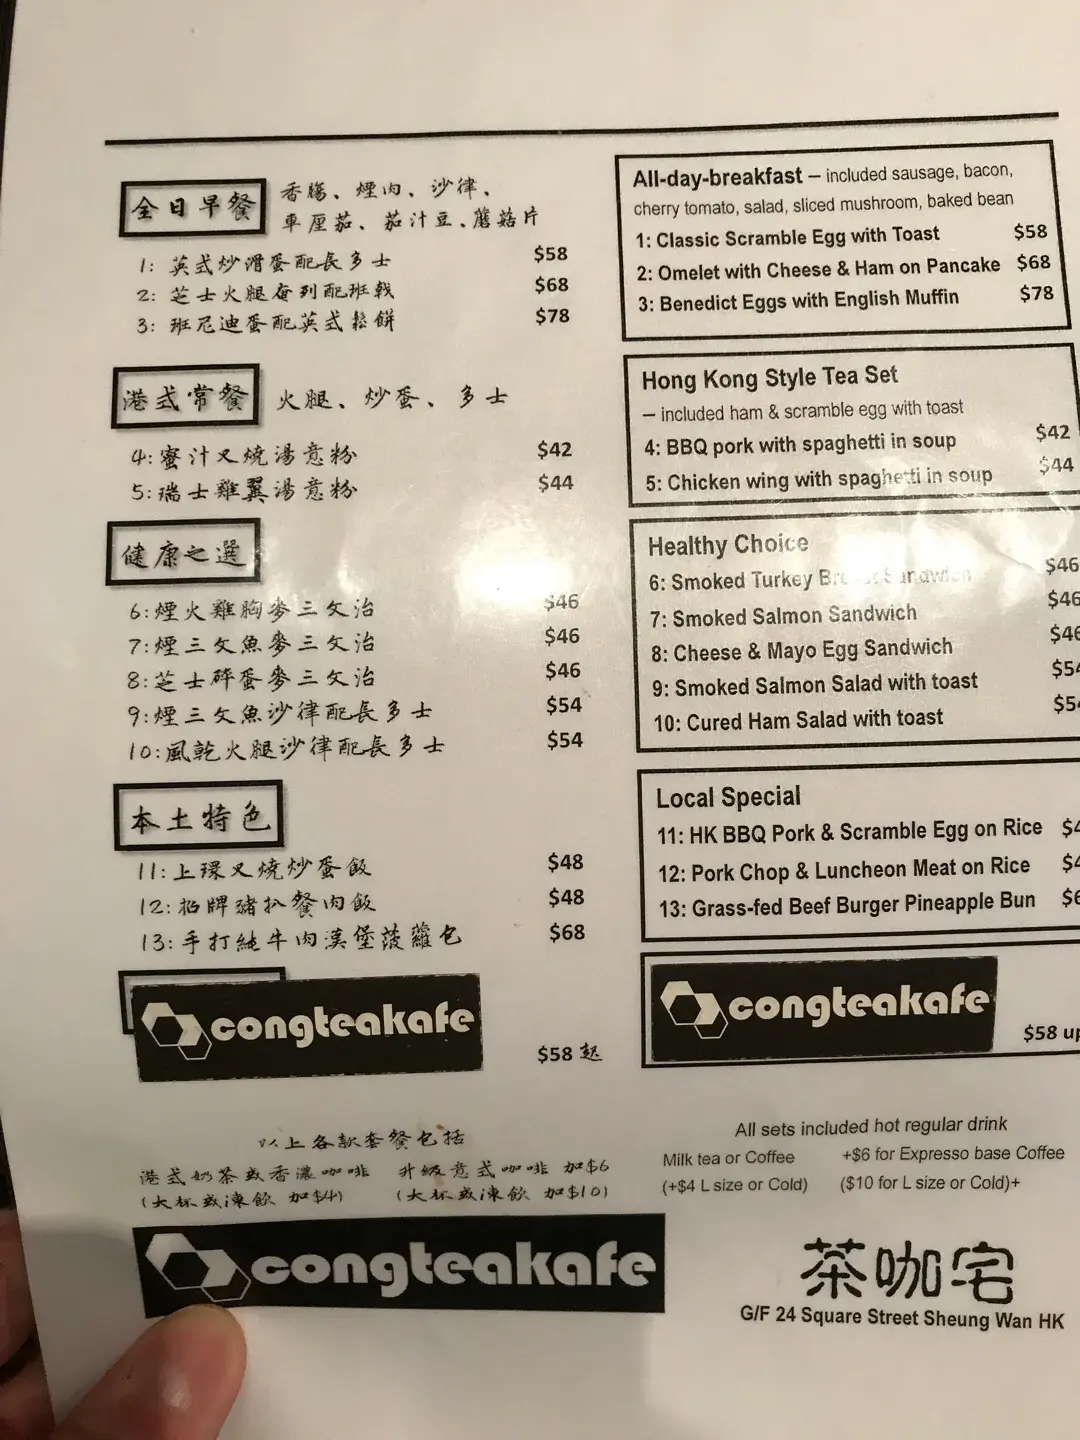 全日早餐
香腸、煙肉、沙律、
車厘茄、茄汁豆、蘑菇片
1: 英式炒滑蛋配長多士 $58
2: 芝士火腿奄列配班戟 $68
3: 班尼迪蛋配英式鬆餅 $78
港式常餐 火腿、炒蛋、多士
4: 蜜汁叉燒湯意粉 $42
5: 瑞士雞翼湯意粉 $44
健康之選
6: 煙火雞胸麥三文治 $46
7: 煙三文魚麥三文治 $46
8: 芝士碎蛋麥三文治 $46
9: 煙三文魚沙律配長多士 $54
10: 風乾火腿沙律配長多士 $54
本土特色
11: 上環叉燒炒蛋飯 $48
12: 招牌豬扒餐肉飯 $48
13: 手打純牛肉漢堡菠蘿包 $68
congteakafe
$58 起
以上各款套餐包括
港式奶茶或香濃咖啡 升級意式咖啡 加$6
(大杯或凍飲 加$4) (大杯或凍飲 加$10)
congteakafe
All-day-breakfast – included sausage, bacon,
cherry tomato, salad, sliced mushroom, baked bean
1: Classic Scramble Egg with Toast $58
2: Omelet with Cheese & Ham on Pancake $68
3: Benedict Eggs with English Muffin $78
Hong Kong Style Tea Set
– included ham & scramble egg with toast
4: BBQ pork with spaghetti in soup $42
5: Chicken wing with spaghetti in soup $44
Healthy Choice
6: Smoked Turkey Breast Sandwich $46
7: Smoked Salmon Sandwich $46
8: Cheese & Mayo Egg Sandwich $46
9: Smoked Salmon Salad with toast $54
10: Cured Ham Salad with toast $54
Local Special
11: HK BBQ Pork & Scramble Egg on Rice
12: Pork Chop & Luncheon Meat on Rice
13: Grass-fed Beef Burger Pineapple Bun
congteakafe
$58 up
All sets included hot regular drink
Milk tea or Coffee +$6 for Expresso base Coffee
(+$4 L size or Cold) ($10 for L size or Cold)+
茶咖宅
G/F 24 Square Street Sheung Wan HK